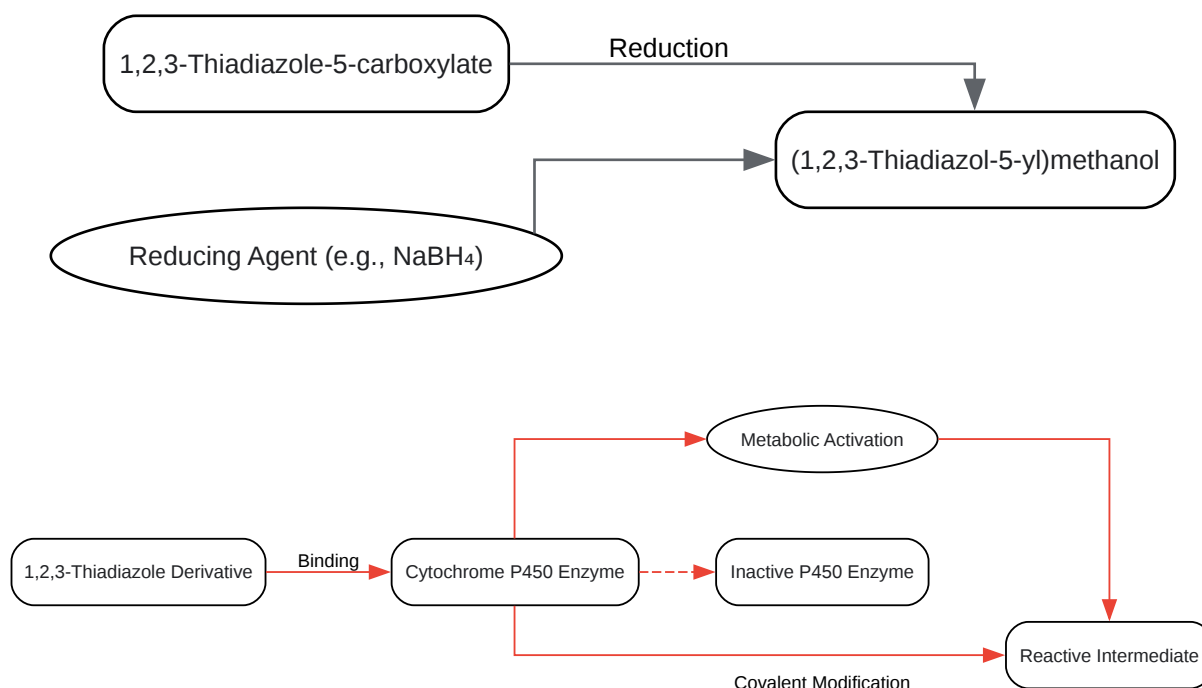 Reduction
1,2,3-Thiadiazole-5-carboxylate
(1,2,3-Thiadiazol-5-yl)methanol
Reducing Agent (e.g., NaBH₄)
Metabolic Activation
1,2,3-Thiadiazole Derivative
Binding
Cytochrome P450 Enzyme
Inactive P450 Enzyme
Reactive Intermediate
Covalent Modification